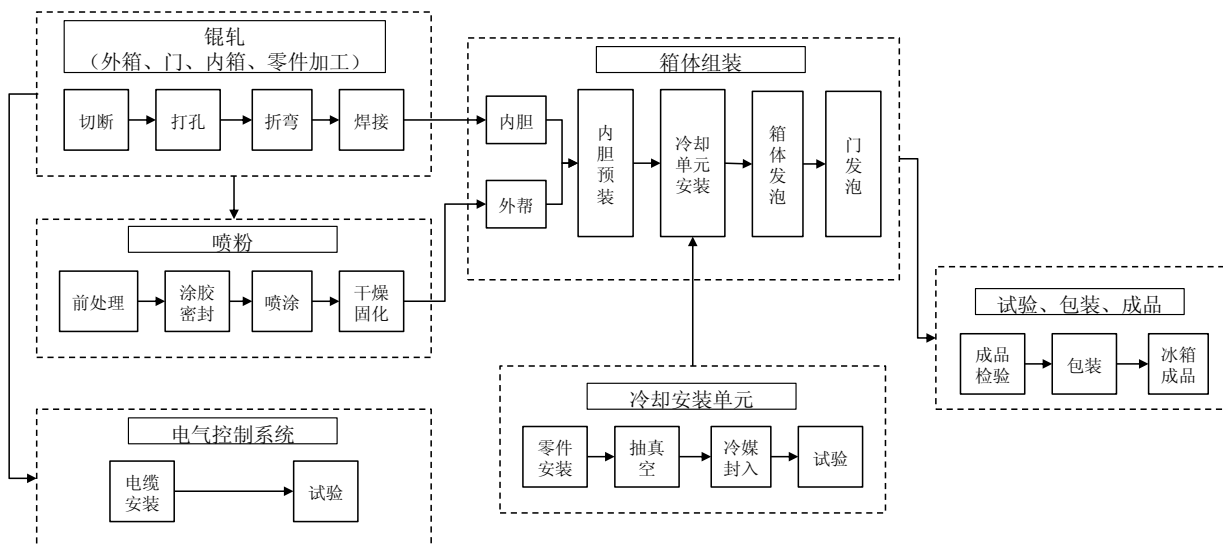 锟轧
（外箱、门、内箱、零件加工）
切断
打孔
折弯
焊接
喷粉
前处理
涂胶
密封
喷涂
干燥
固化
电气控制系统
电缆
安装
试验
箱体组装
内胆
外帮
内
胆
预
装
冷却
单元
安装
箱
体
发
泡
门
发
泡
冷却安装单元
零件
安装
抽真
空
冷媒
封入
试验
试验、包装、成品
成品
检验
包装
冰箱
成品